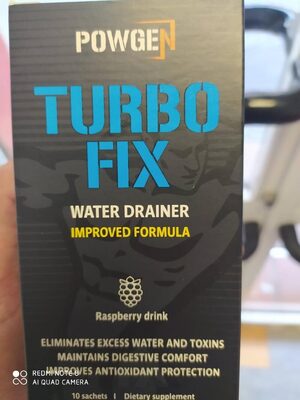 POWGEN
TURBO
FIX
WATER DRAINER
IMPROVED FORMULA
Raspberry drink
ELIMINATES EXCESS WATER AND TOXINS
MAINTAINS DIGESTIVE COMFORT
IMPROVES ANTIOXIDANT PROTECTION
10 sachets | Dietary supplement
REDMI NOTE 8
AI QUAD CAMERA